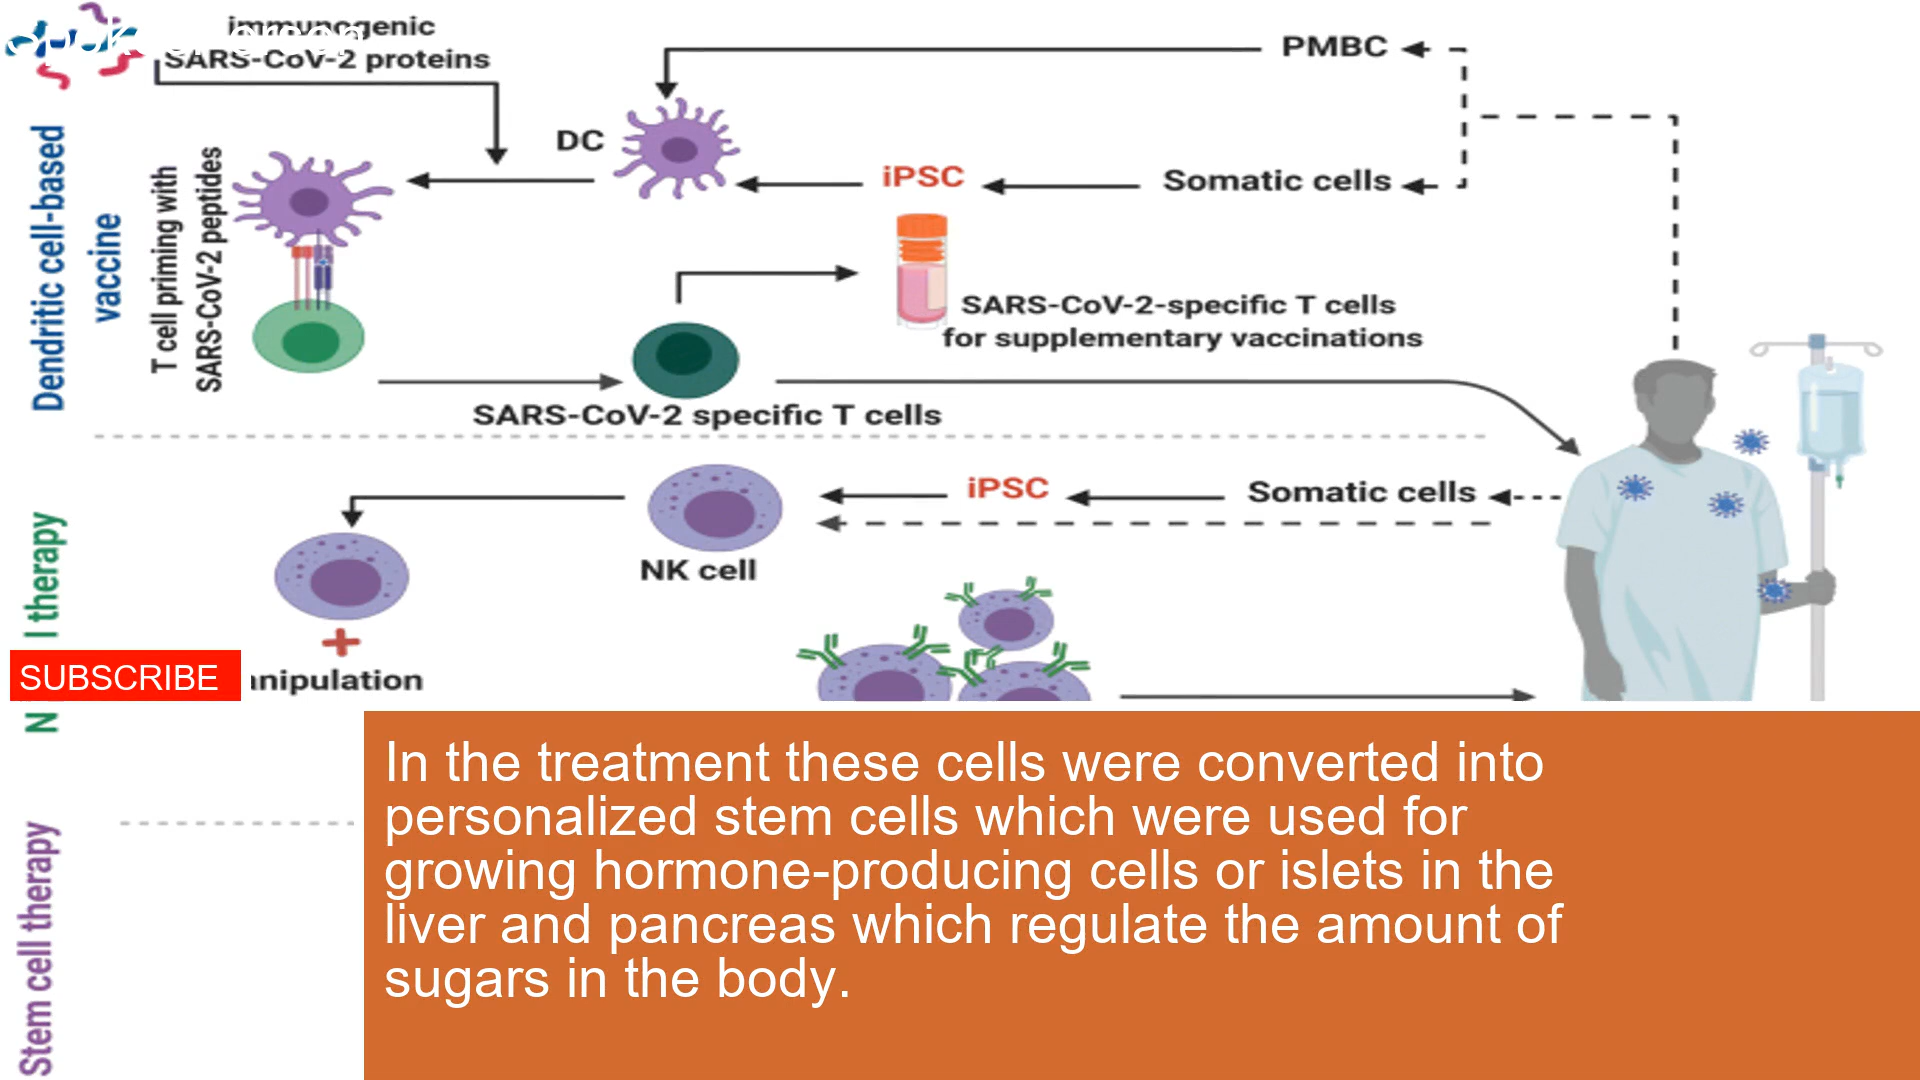 immunogenic
SARS-CoV-2 proteins
PMBC
DC
iPSC
Somatic cells
Dendritic cell-based
vaccine
T cell priming with
SARS-CoV-2 peptides
SARS-CoV-2-specific T cells
for supplementary vaccinations
SARS-CoV-2 specific T cells
iPSC
Somatic cells
NK cell
N l therapy
SUBSCRIBE
anipulation
In the treatment these cells were converted into
personalized stem cells which were used for
growing hormone-producing cells or islets in the
liver and pancreas which regulate the amount of
sugars in the body.
Stem cell therapy